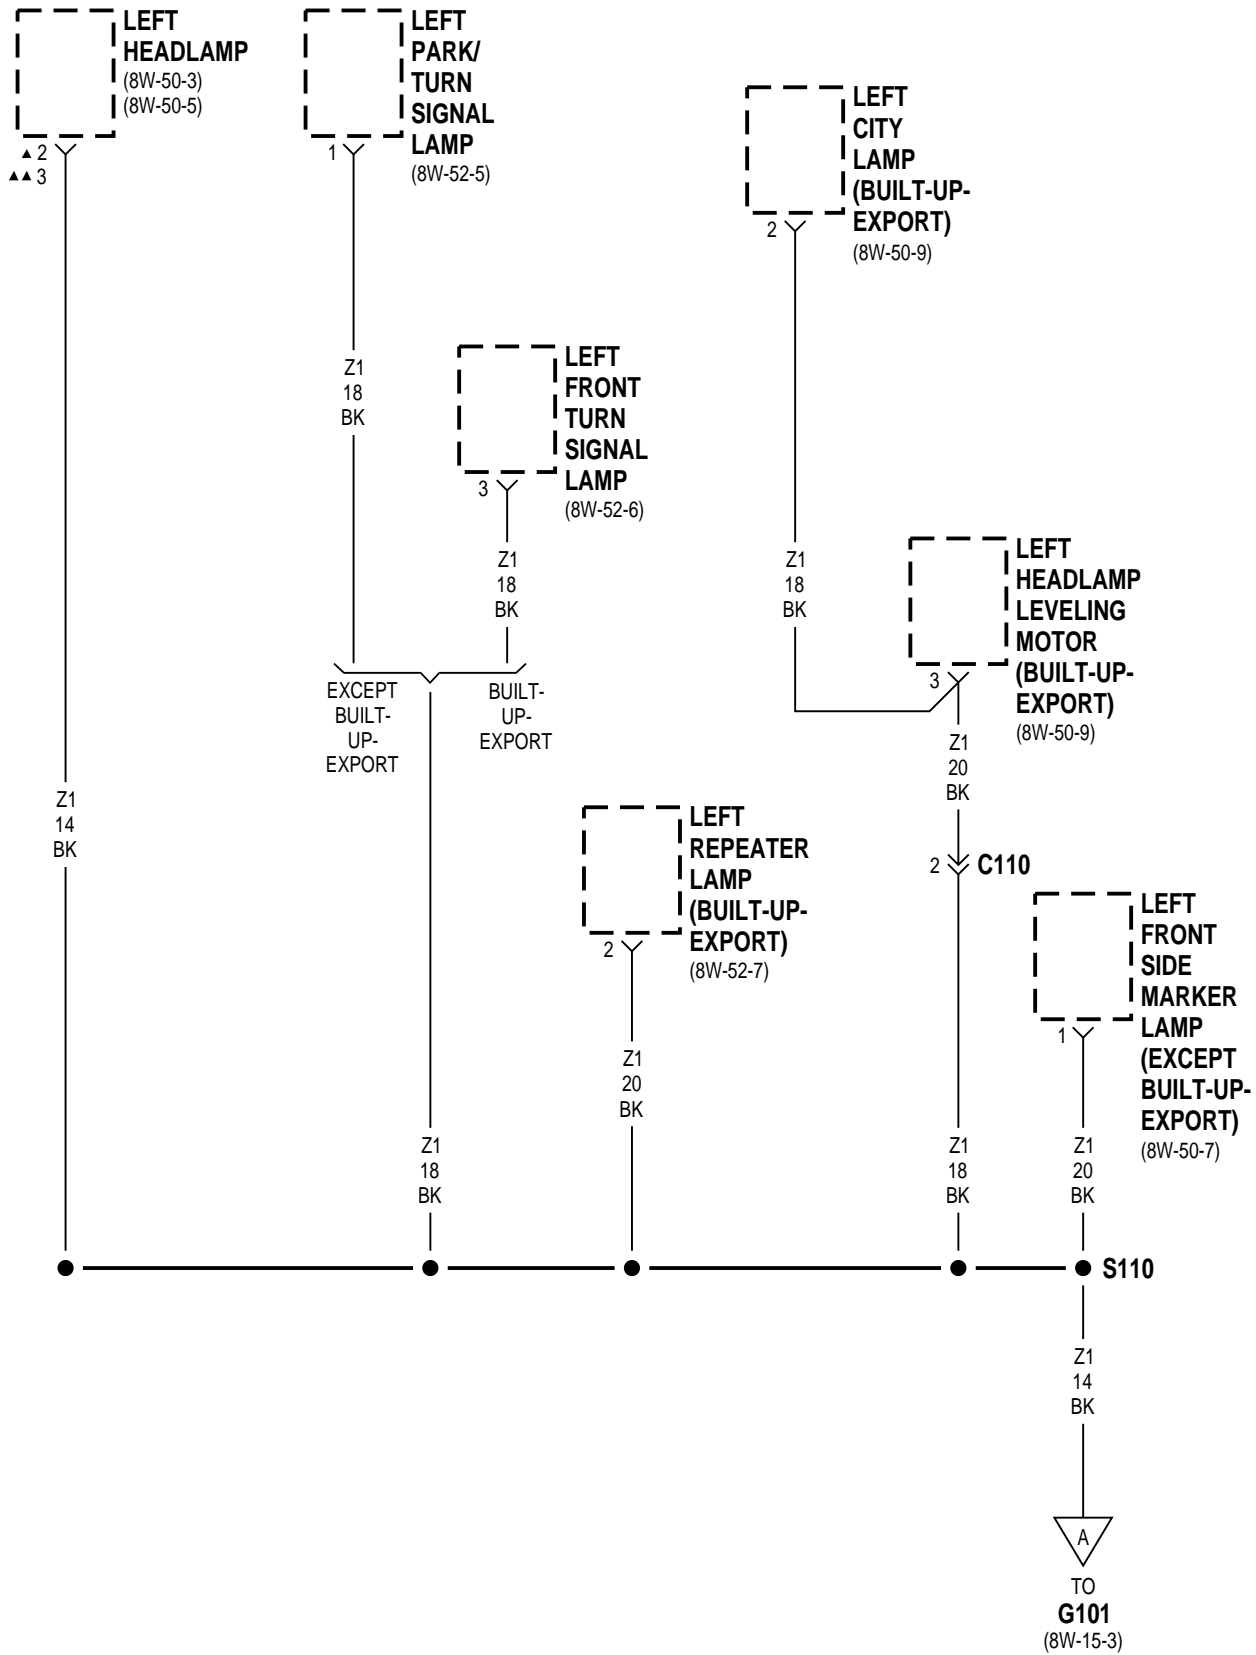 LEFT
HEADLAMP
(8W-50-3)
(8W-50-5)
▲ 2
▲▲ 3
LEFT
PARK/
TURN
SIGNAL
LAMP
(8W-52-5)
1
LEFT
CITY
LAMP
(BUILT-UP-
EXPORT)
(8W-50-9)
2
Z1
18
BK
LEFT
FRONT
TURN
SIGNAL
LAMP
(8W-52-6)
3
Z1
18
BK
Z1
18
BK
LEFT
HEADLAMP
LEVELING
MOTOR
(BUILT-UP-
EXPORT)
(8W-50-9)
3
EXCEPT
BUILT-
UP-
EXPORT
BUILT-
UP-
EXPORT
Z1
20
BK
Z1
14
BK
LEFT
REPEATER
LAMP
(BUILT-UP-
EXPORT)
(8W-52-7)
2
2 C110
LEFT
FRONT
SIDE
MARKER
LAMP
(EXCEPT
BUILT-UP-
EXPORT)
(8W-50-7)
1
Z1
20
BK
Z1
18
BK
Z1
18
BK
Z1
20
BK
S110
Z1
14
BK
A
TO
G101
(8W-15-3)